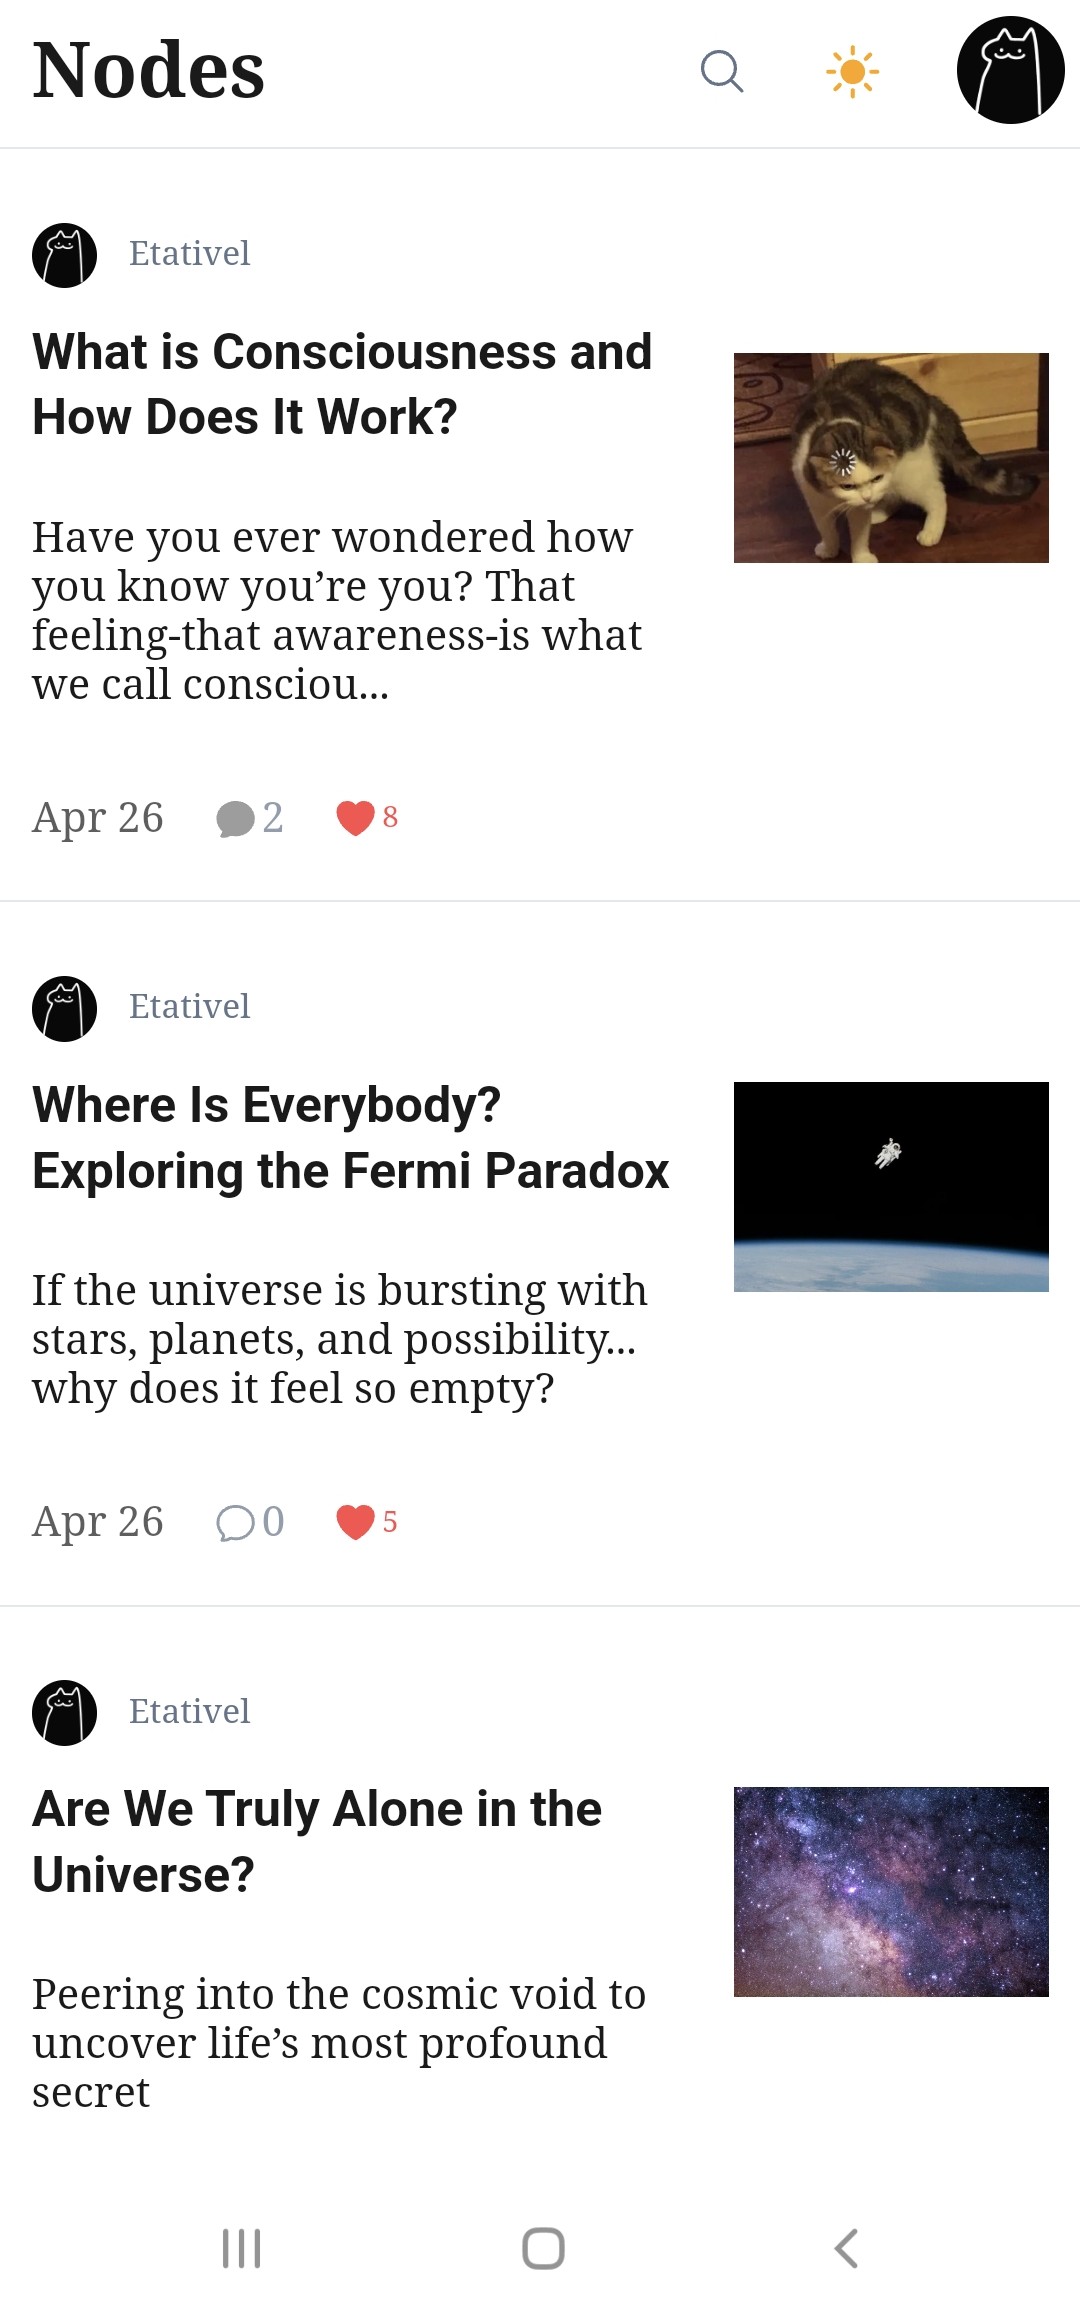 Nodes
Etativel
What is Consciousness and
How Does It Work?
Have you ever wondered how
you know you’re you? That
feeling-that awareness-is what
we call consciou...
Apr 26 2 8
Etativel
Where Is Everybody?
Exploring the Fermi Paradox
If the universe is bursting with
stars, planets, and possibility...
why does it feel so empty?
Apr 26 0 5
Etativel
Are We Truly Alone in the
Universe?
Peering into the cosmic void to
uncover life’s most profound
secret